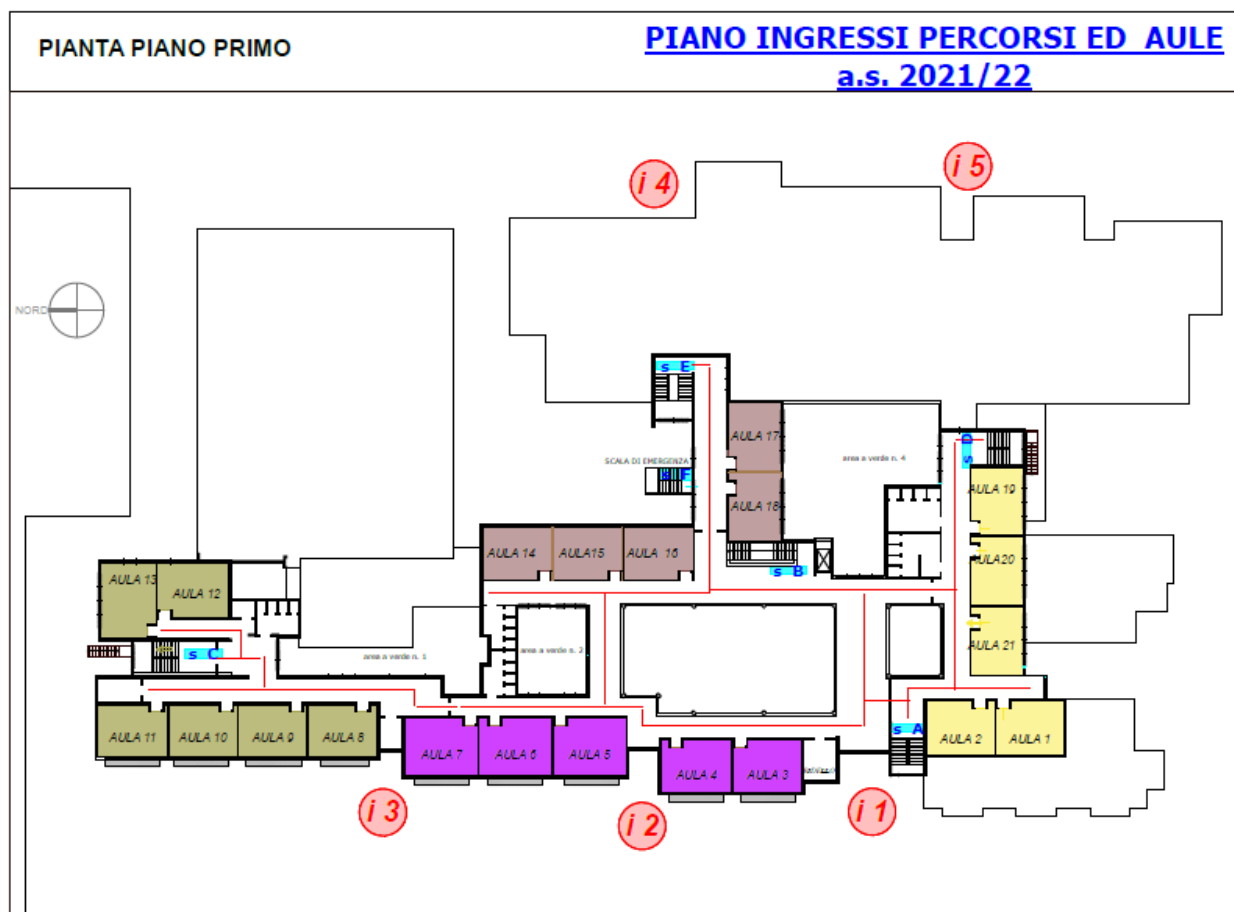 PIANTA PIANO PRIMO
PIANO INGRESSI PERCORSI ED AULE
a.s. 2021/22
i 4
i 5
NORD
s E
AULA 17
SCALA DI EMERGENZA
s F
area a verde n. 4
s D
AULA 19
AULA 18
AULA 14
AULA15
AULA 16
s B
AULA20
AULA 13
AULA 12
AULA 21
s C
area a verde n. 1
area a verde n. 2
s A
AULA 11
AULA 10
AULA 9
AULA 8
AULA 7
AULA 6
AULA 5
AULA 4
AULA 3
AULA 2
AULA 1
i 3
i 2
i 1